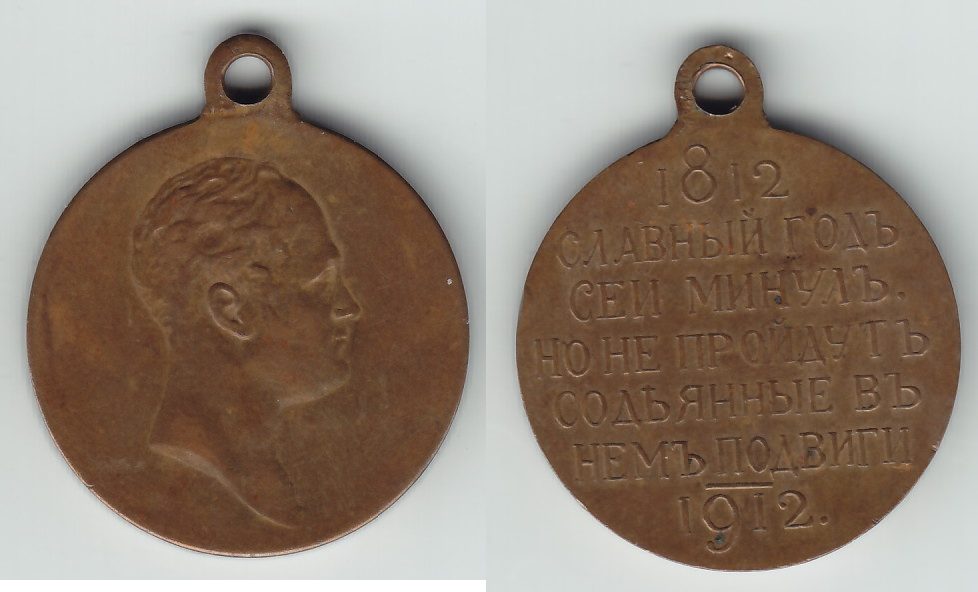 1812
СЛАВНЫЙ ГОДЪ
СЕЙ МИНУЛЪ.
НО НЕ ПРОЙДУТЪ
СОДѢЯННЫЕ ВЪ
НЕМЪ ПОДВИГИ
1912.